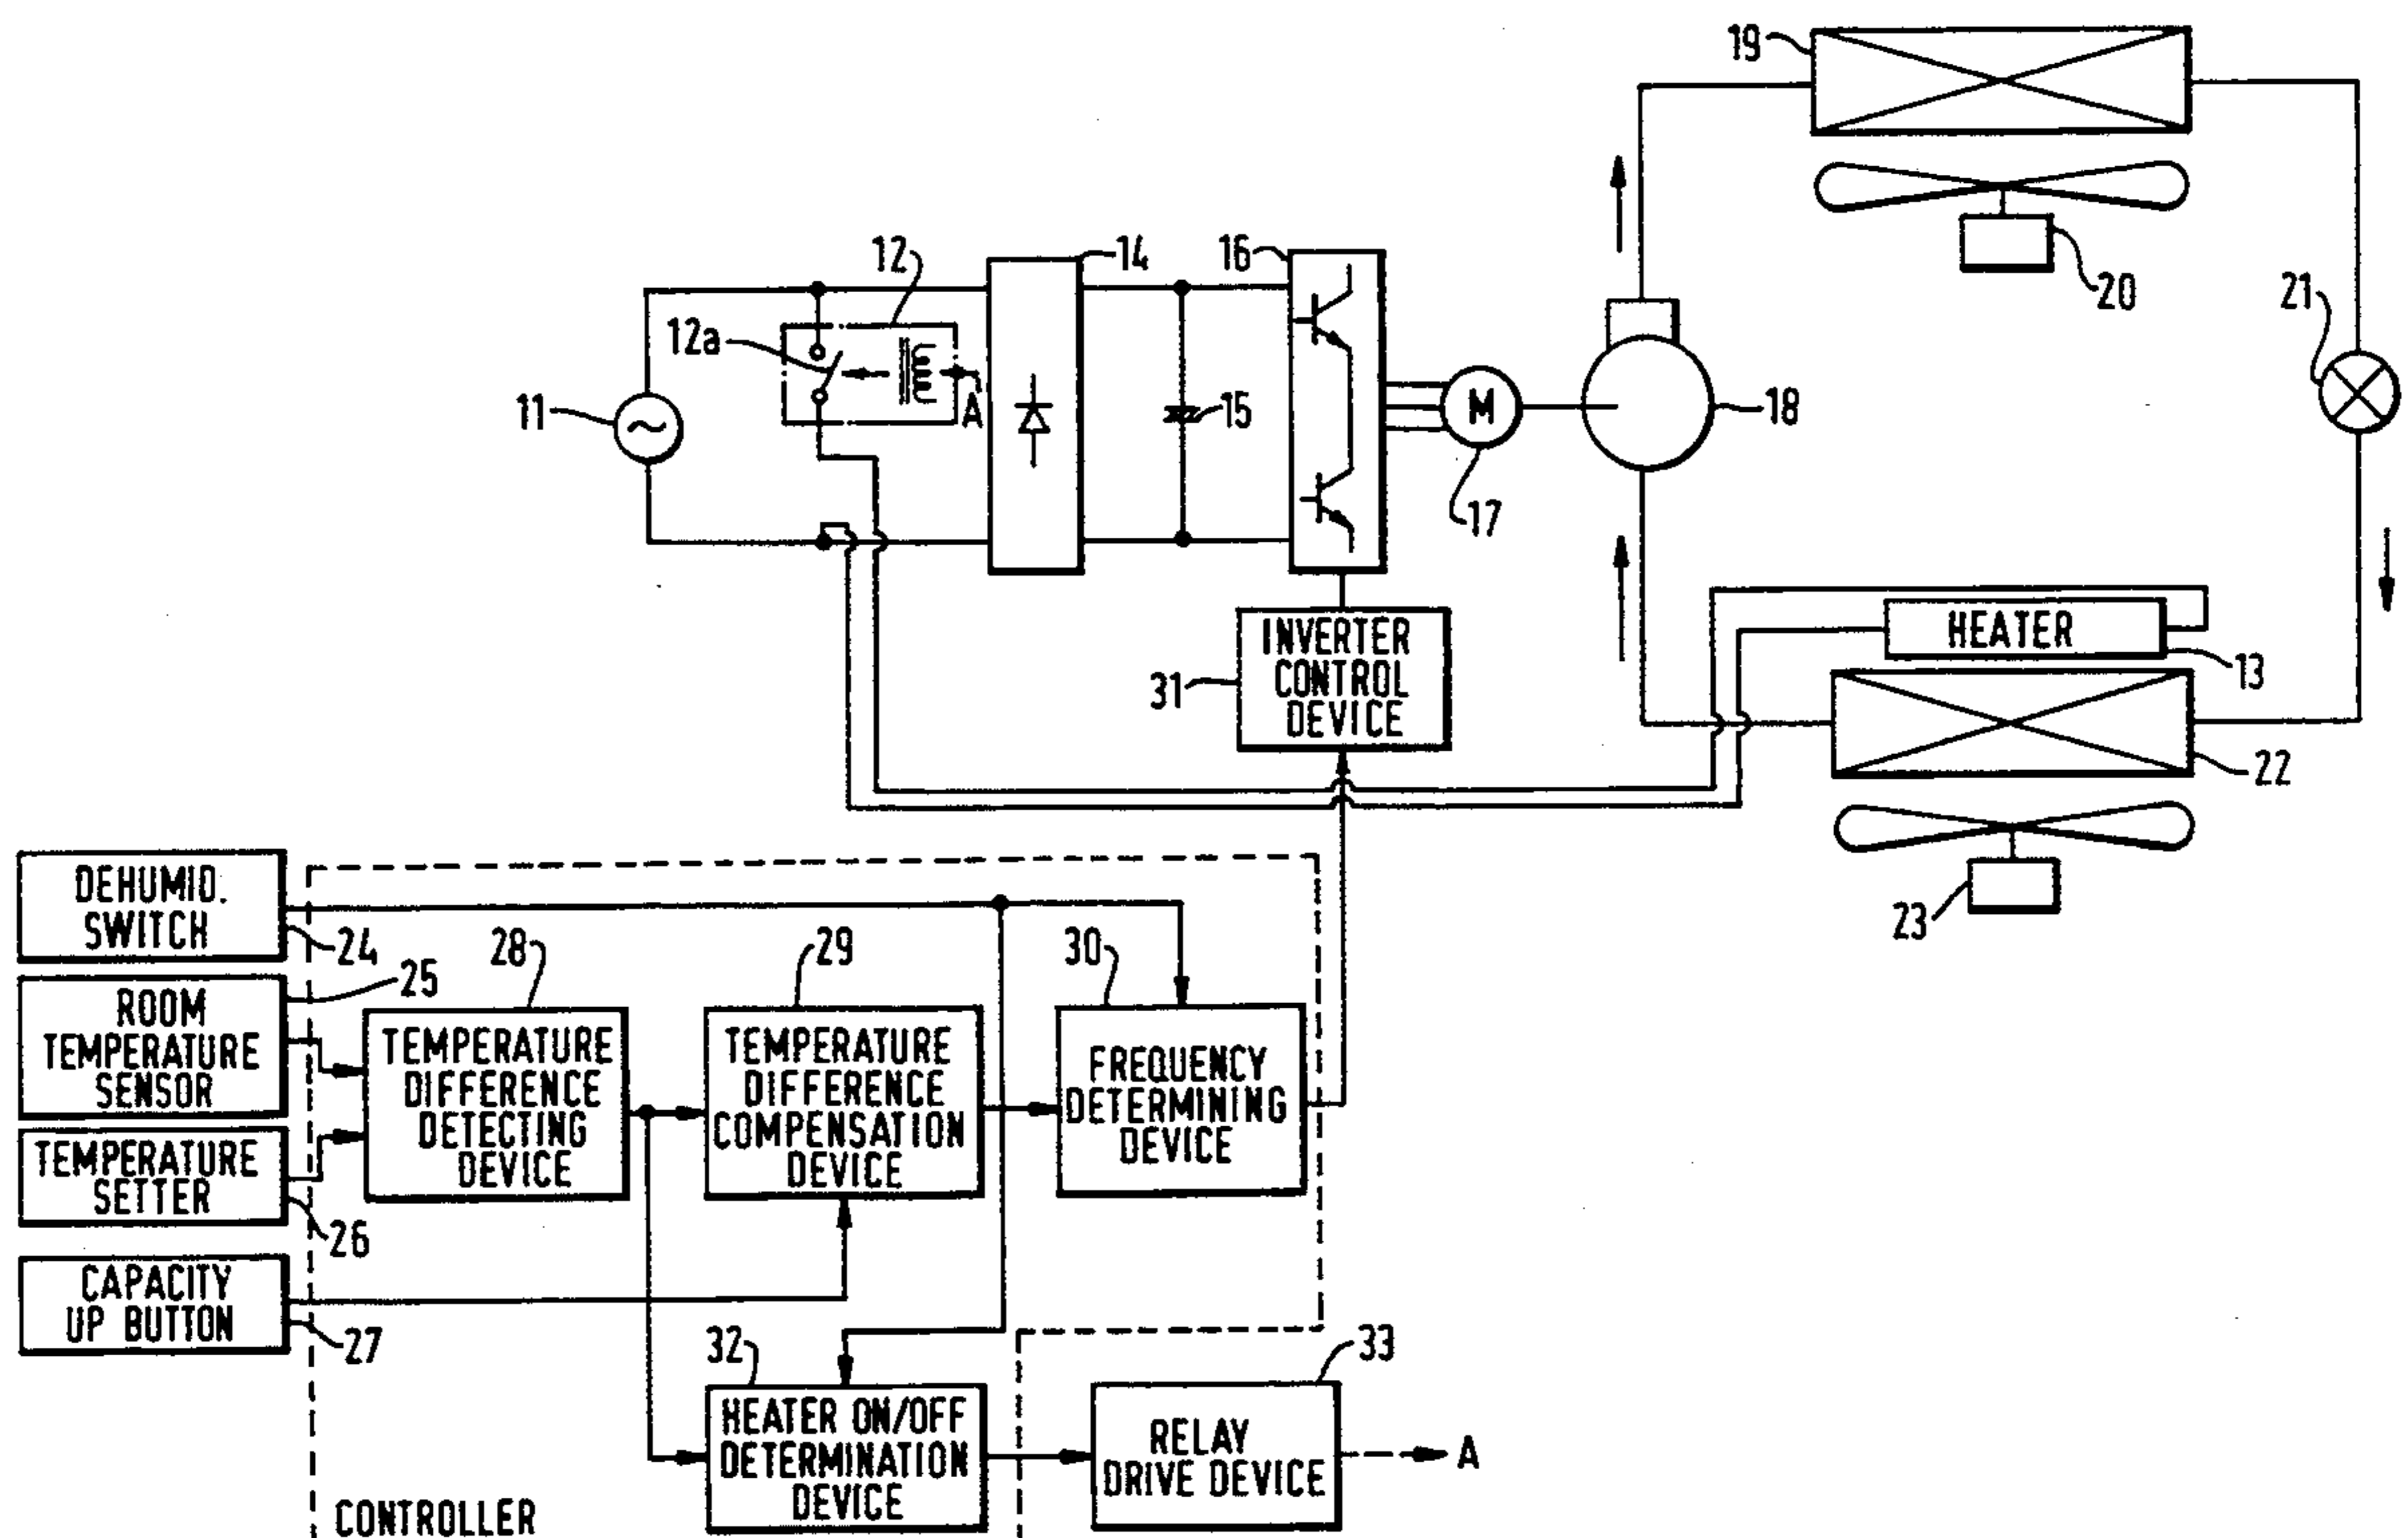 19
20
21
12
12a
A
14
16
15
11
M
17
18
HEATER
13
22
23
INVERTER
CONTROL
DEVICE
31
DEHUMID.
SWITCH
24
ROOM
TEMPERATURE
SENSOR
25
TEMPERATURE
SETTER
26
CAPACITY
UP BUTTON
27
28
TEMPERATURE
DIFFERENCE
DETECTING
DEVICE
29
TEMPERATURE
DIFFERENCE
COMPENSATION
DEVICE
30
FREQUENCY
DETERMINING
DEVICE
32
HEATER ON/OFF
DETERMINATION
DEVICE
33
RELAY
DRIVE DEVICE
A
CONTROLLER